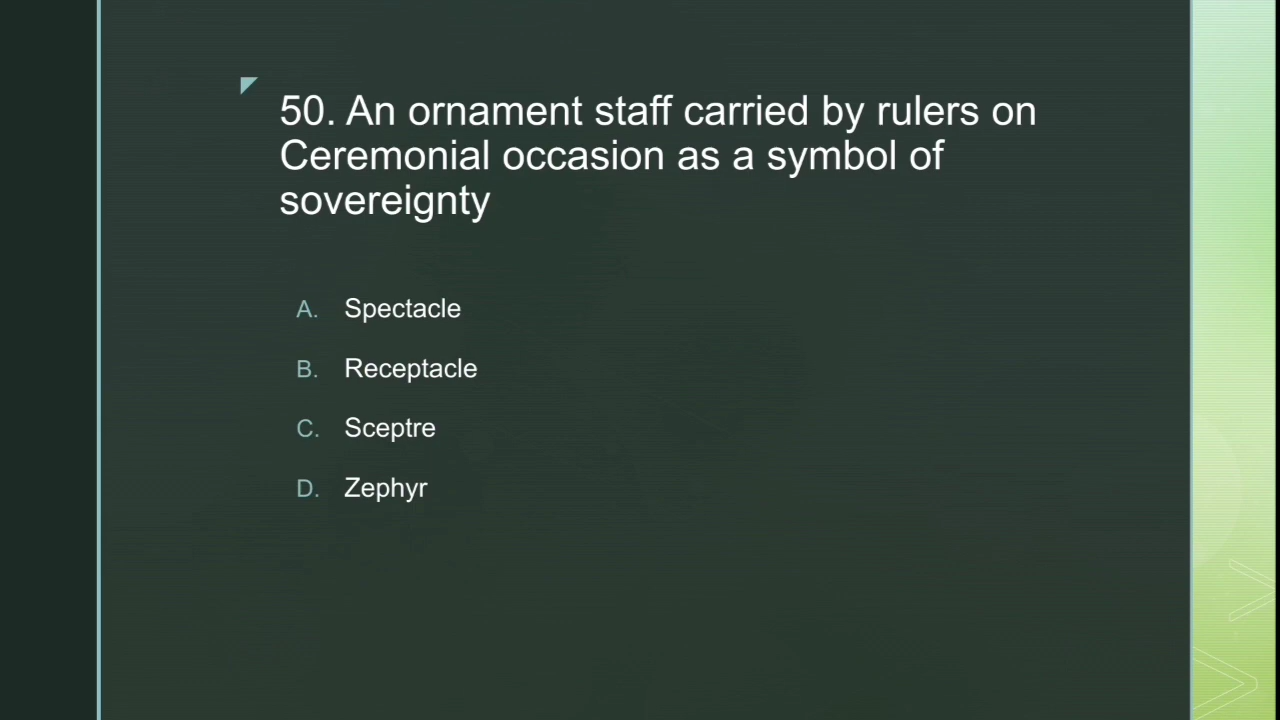 50. An ornament staff carried by rulers on
Ceremonial occasion as a symbol of
sovereignty
A. Spectacle
B. Receptacle
C. Sceptre
D. Zephyr